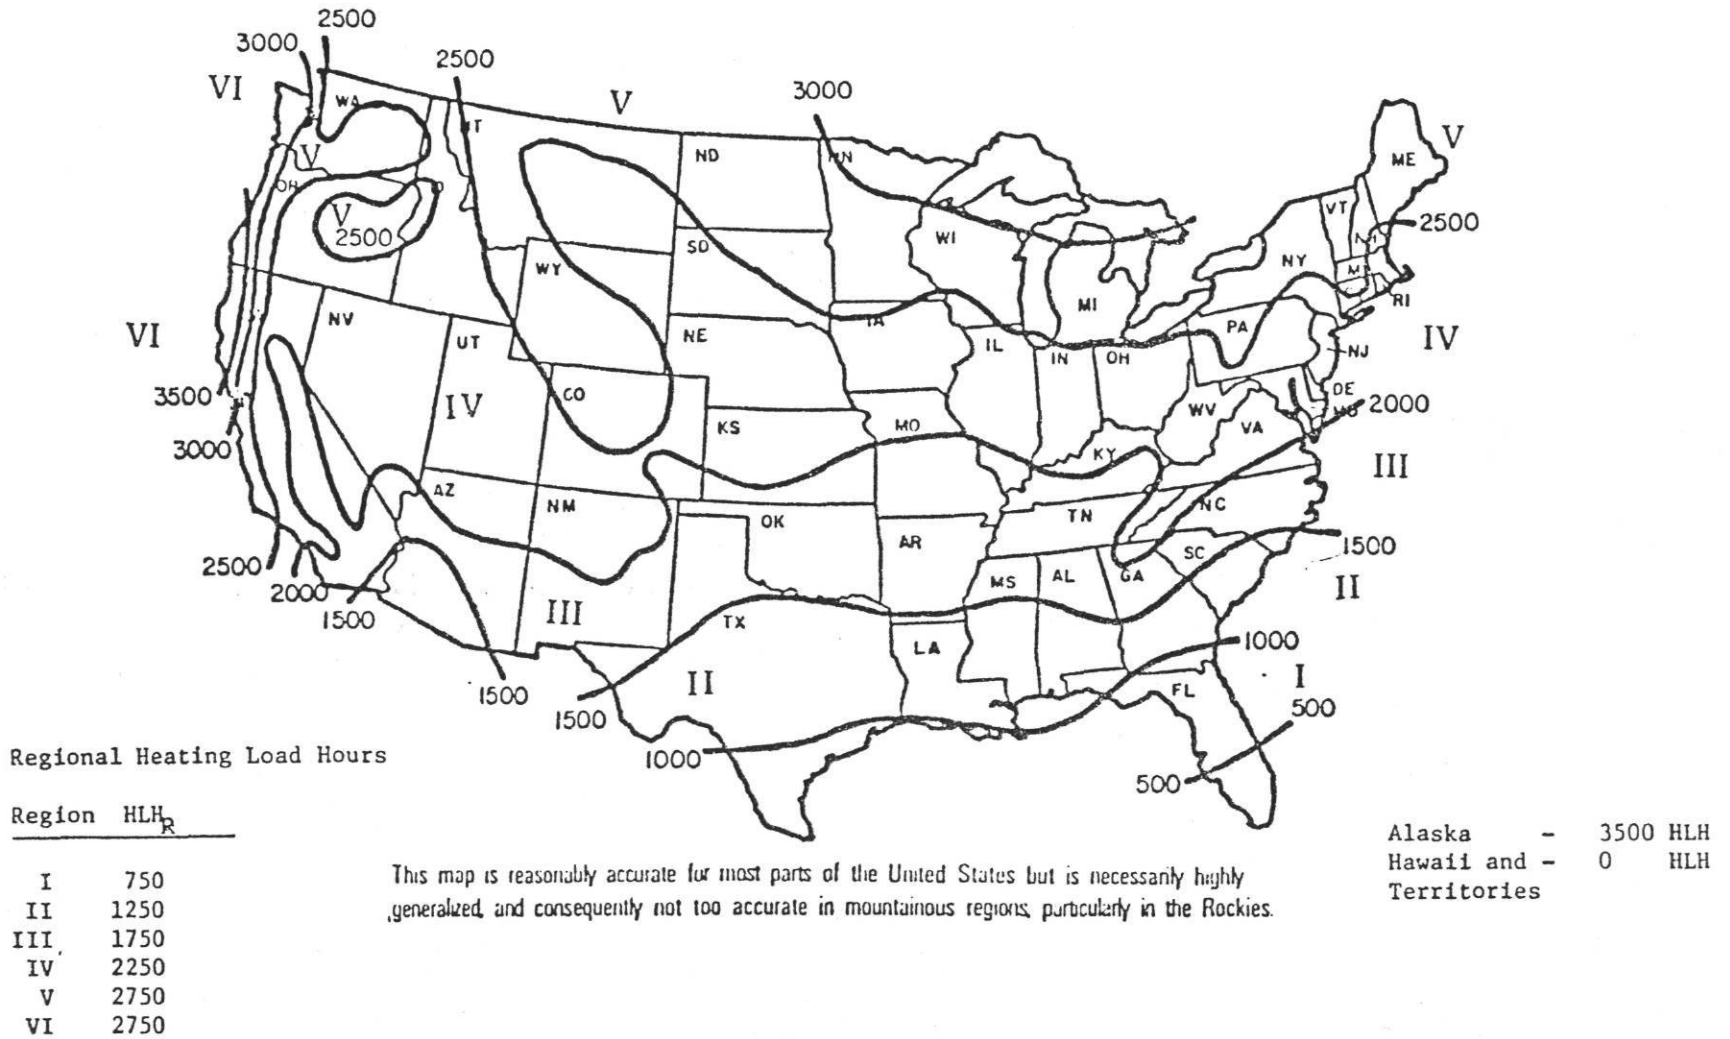 2500
3000
2500
VI
V
3000
WA
V
MT
ND
MN
V
ME
OR
ID
V
2500
VT
2500
NH
WI
SD
WY
NY
MA
MI
RI
NV
UT
NE
IA
IL
IN
OH
PA
IV
NJ
VI
3500
3000
IV
CO
KS
MO
WV
VA
DE
MD
2000
KY
III
AZ
NM
OK
TN
NC
AR
SC
1500
2500
2000
1500
III
MS
AL
GA
II
TX
LA
1000
II
1500
1500
FL
I
500
1000
500
Regional Heating Load Hours
Region HLHR
I 750
II 1250
III 1750
IV 2250
V 2750
VI 2750
This map is reasonably accurate for most parts of the United States but is necessarily highly
generalized, and consequently not too accurate in mountainous regions, particularly in the Rockies.
Alaska - 3500 HLH
Hawaii and - 0 HLH
Territories